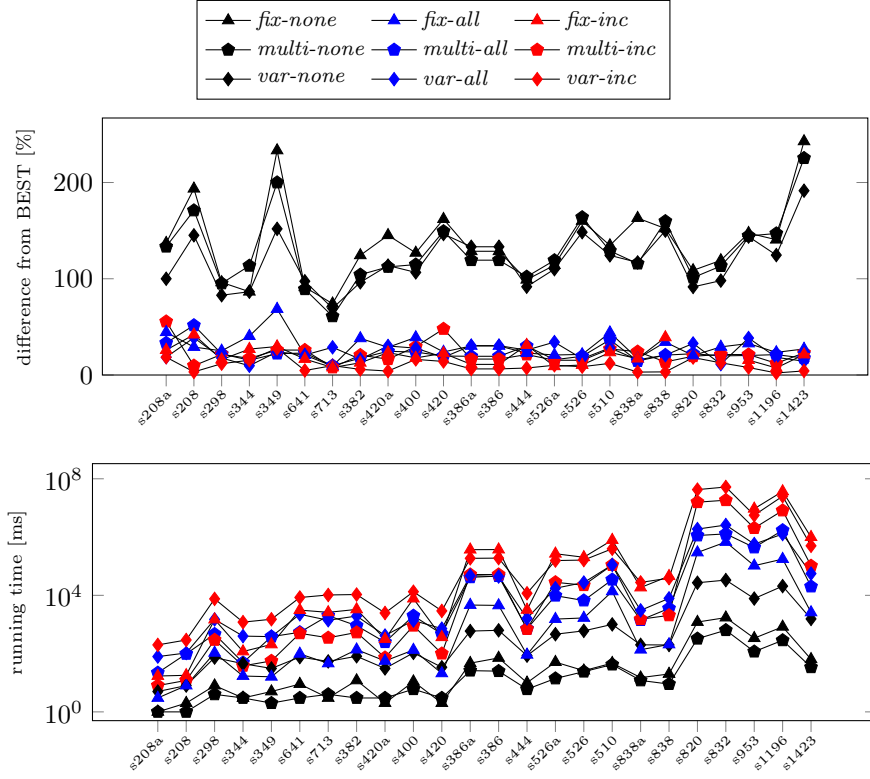 fix-none fix-all fix-inc
multi-none multi-all multi-inc
var-none var-all var-inc
difference from BEST [%]
200
100
0
s208a s208 s298 s344 s349 s641 s713 s382 s420a s400 s420 s386a s386 s444 s526a s526 s510 s838a s838 s820 s832 s953 s1196 s1423
running time [ms]
10^8
10^4
10^0
s208a s208 s298 s344 s349 s641 s713 s382 s420a s400 s420 s386a s386 s444 s526a s526 s510 s838a s838 s820 s832 s953 s1196 s1423